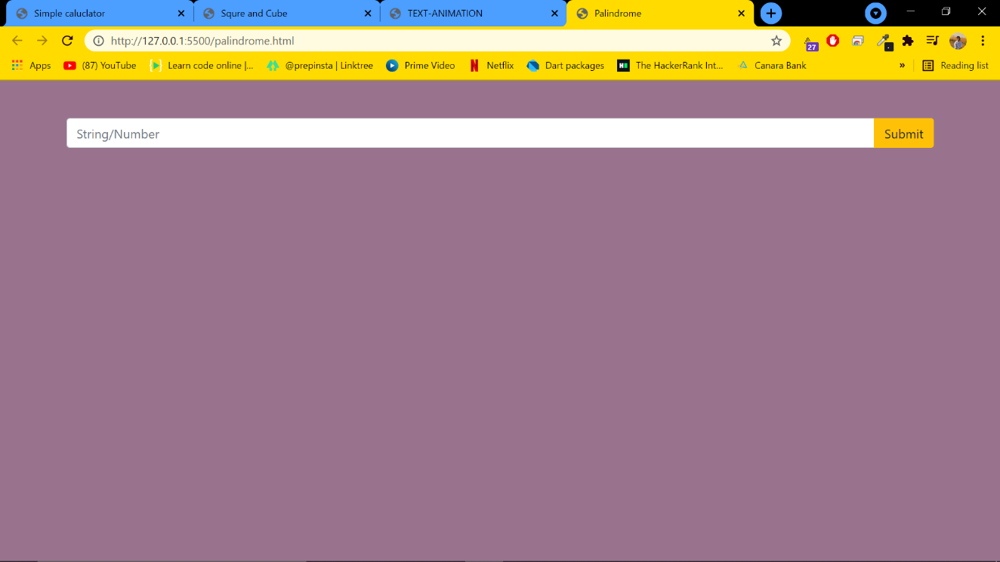 Simple caluclator
Squre and Cube
TEXT-ANIMATION
Palindrome
http://127.0.0.1:5500/palindrome.html
27
Apps
(87) YouTube
Learn code online |...
@prepinsta | Linktree
Prime Video
Netflix
Dart packages
The HackerRank Int...
Canara Bank
»
Reading list
String/Number
Submit